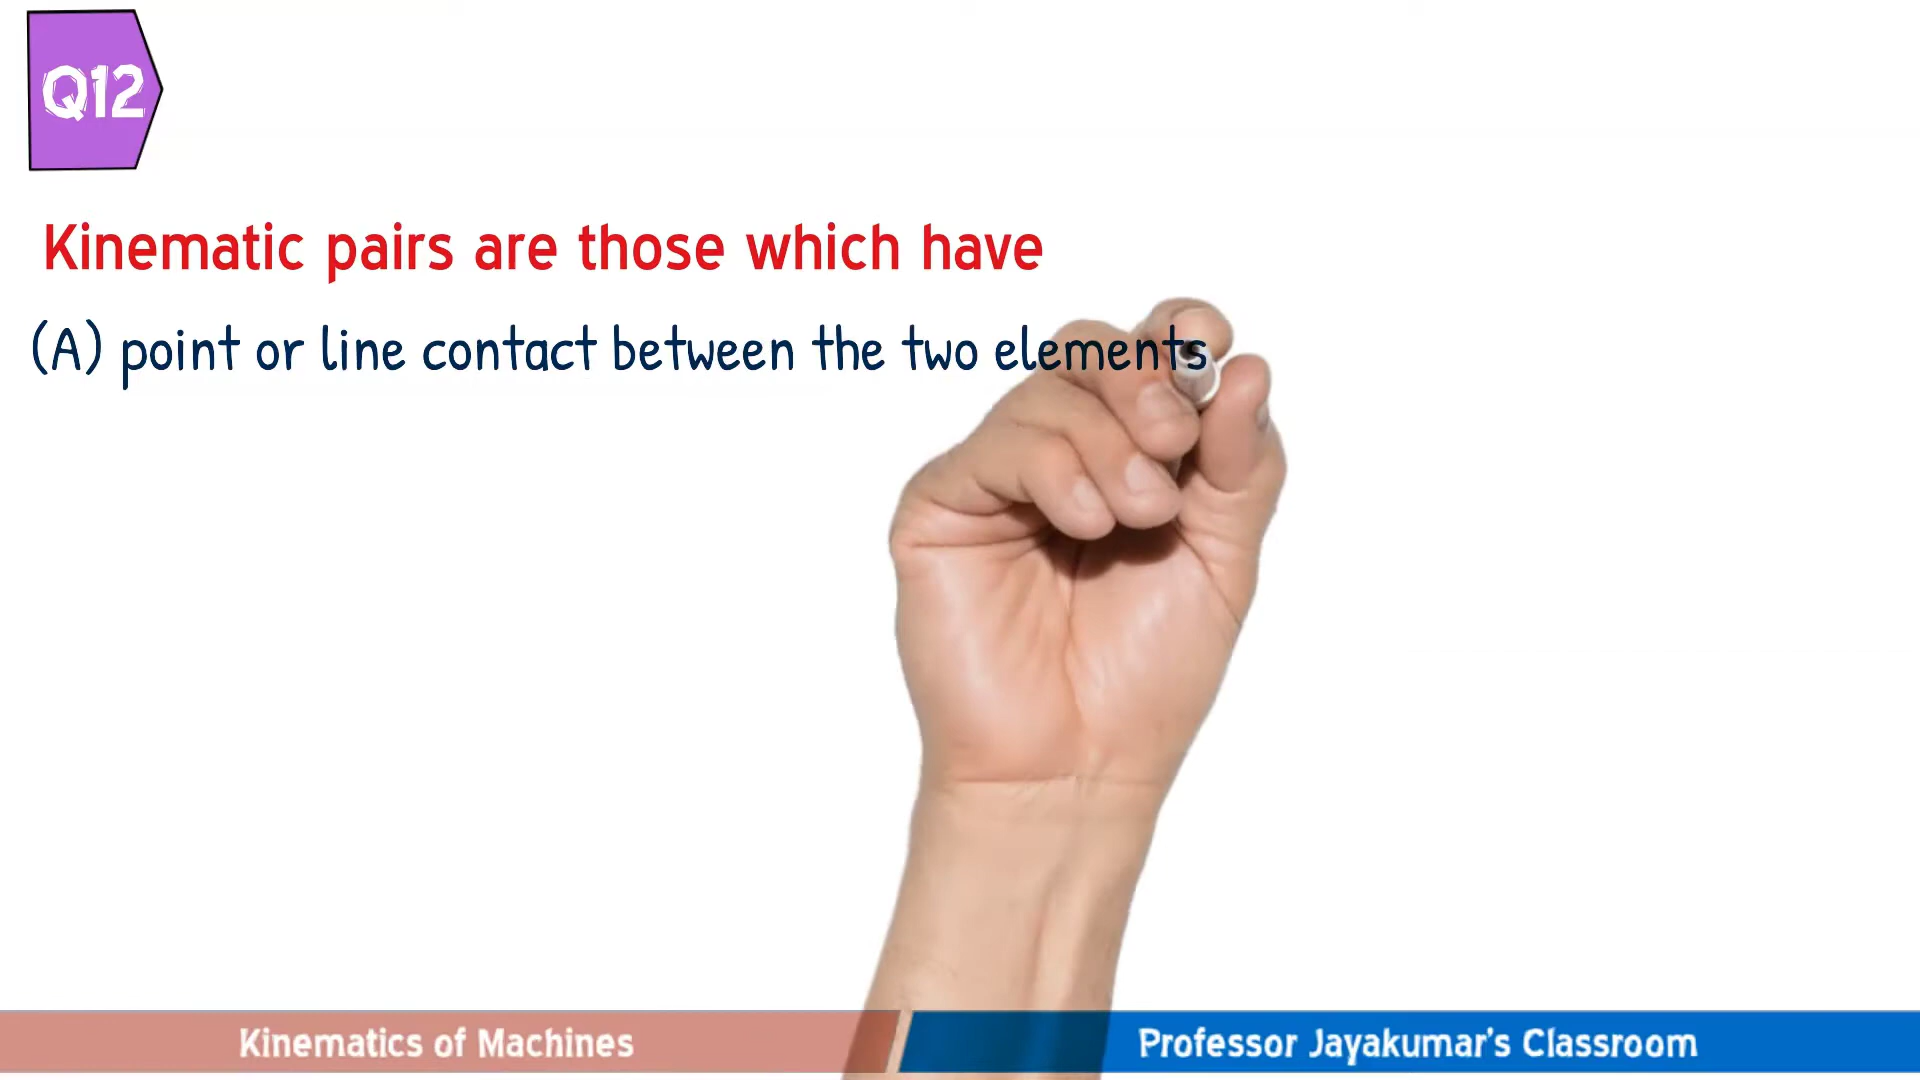 Q12
Kinematic pairs are those which have
(A) point or line contact between the two elements
Kinematics of Machines
Professor Jayakumar's Classroom